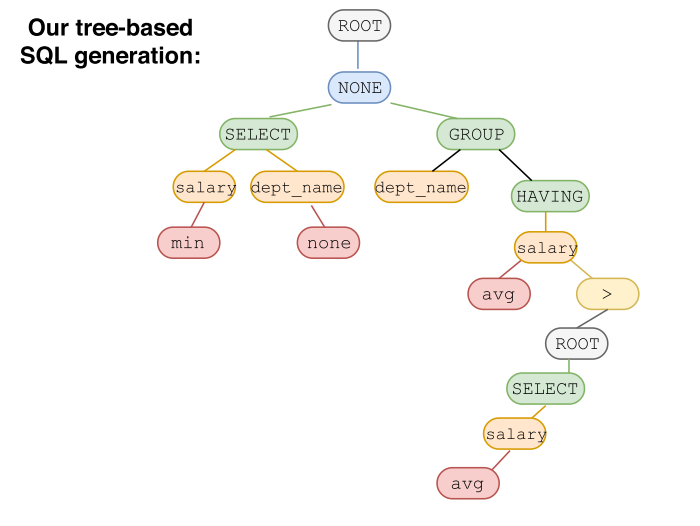 Our tree-based
SQL generation:
ROOT
NONE
SELECT
GROUP
salary
dept_name
dept_name
HAVING
min
none
salary
avg
>
ROOT
SELECT
salary
avg